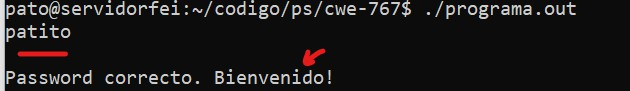 pato@servidorfei:~/codigo/ps/cwe-767$ ./programa.out
patito
Password correcto. Bienvenido!